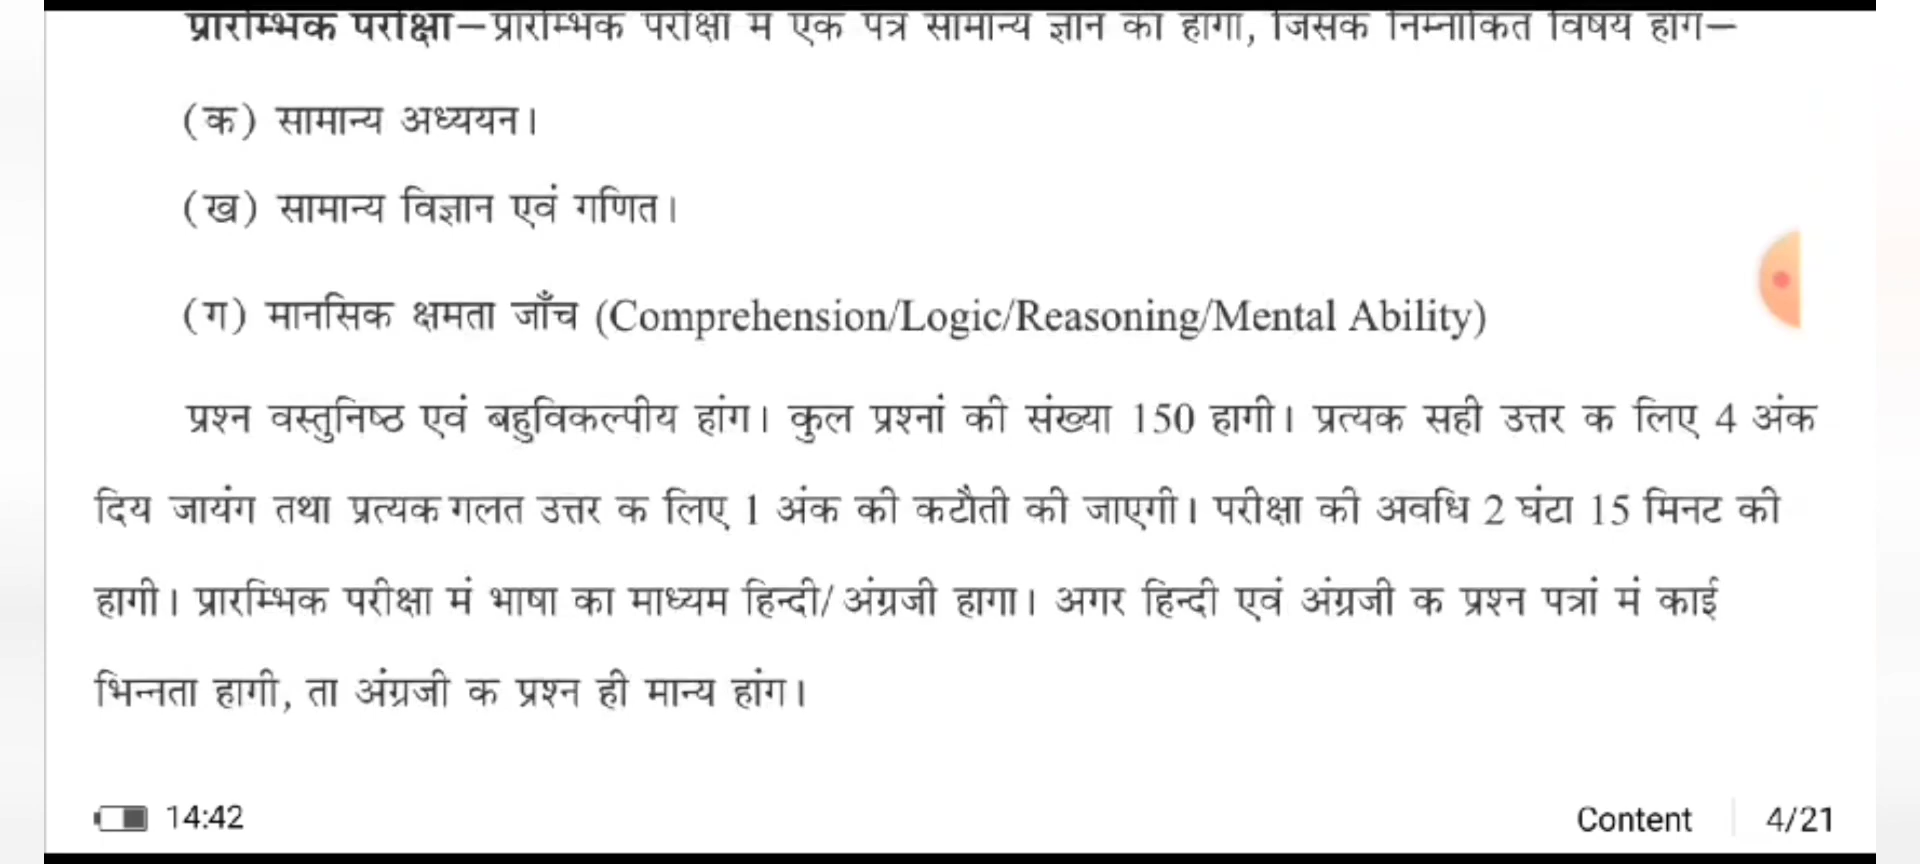 प्रारम्भिक परीक्षा—प्रारम्भिक परीक्षा म एक पत्र सामान्य ज्ञान का हागा, जिसक निम्नांकित विषय हांग—
(क) सामान्य अध्ययन।
(ख) सामान्य विज्ञान एवं गणित।
(ग) मानसिक क्षमता जाँच (Comprehension/Logic/Reasoning/Mental Ability)
प्रश्न वस्तुनिष्ठ एवं बहुविकल्पीय हांग। कुल प्रश्नां की संख्या 150 हागी। प्रत्यक सही उत्तर क लिए 4 अंक
दिय जायंग तथा प्रत्यक गलत उत्तर क लिए 1 अंक की कटौती की जाएगी। परीक्षा की अवधि 2 घंटा 15 मिनट की
हागी। प्रारम्भिक परीक्षा मं भाषा का माध्यम हिन्दी/ अंग्रजी हागा। अगर हिन्दी एवं अंग्रजी क प्रश्न पत्रां मं काई
भिन्नता हागी, ता अंग्रजी क प्रश्न ही मान्य हांग।
14:42 Content 4/21